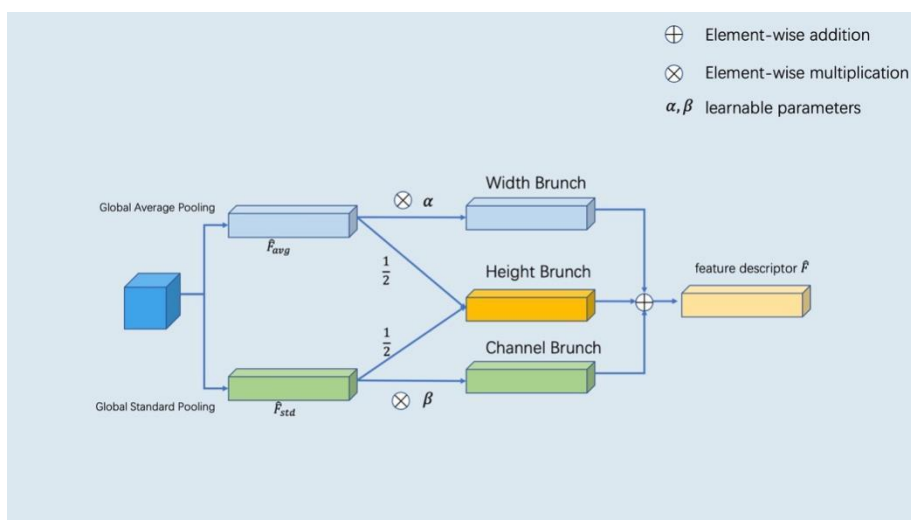 ⊕ Element-wise addition
⊗ Element-wise multiplication
α,β learnable parameters
Width Brunch
⊗ α
Global Average Pooling
F̂avg
1/2
Height Brunch
feature descriptor F̂
1/2
Channel Brunch
Global Standard Pooling
F̂std
⊗ β